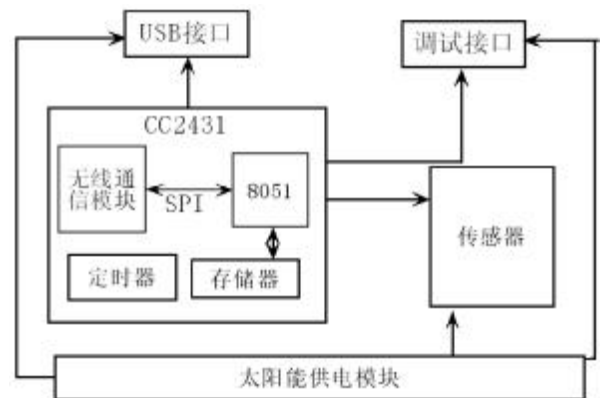 USB接口
调试接口
CC2431
无线通
信模块
SPI
8051
传感器
定时器
存储器
太阳能供电模块